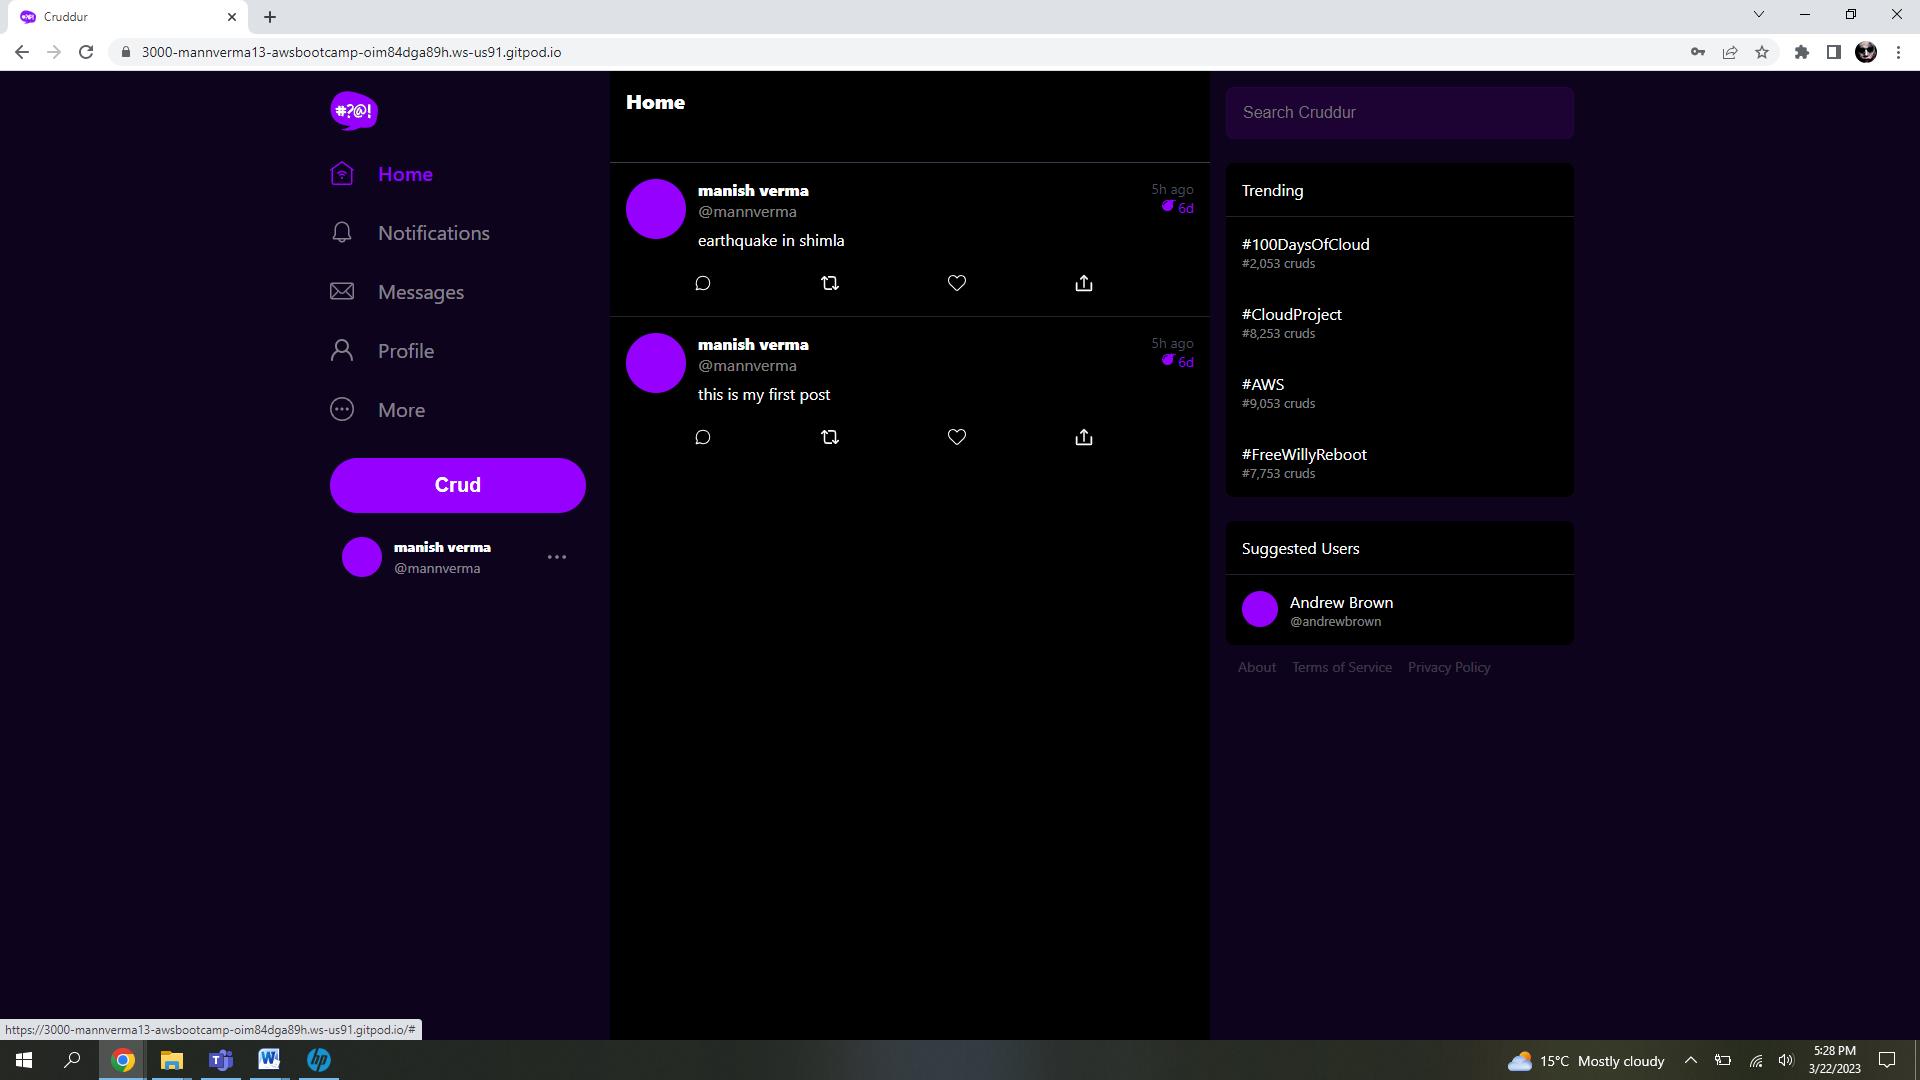 Cruddur
3000-mannverma13-awsbootcamp-oim84dga89h.ws-us91.gitpod.io
#?@!
Home
Notifications
Messages
Profile
More
Crud
manish verma
@mannverma
Home
manish verma
5h ago
@mannverma
6d
earthquake in shimla
manish verma
5h ago
@mannverma
6d
this is my first post
Search Cruddur
Trending
#100DaysOfCloud
#2,053 cruds
#CloudProject
#8,253 cruds
#AWS
#9,053 cruds
#FreeWillyReboot
#7,753 cruds
Suggested Users
Andrew Brown
@andrewbrown
About Terms of Service Privacy Policy
https://3000-mannverma13-awsbootcamp-oim84dga89h.ws-us91.gitpod.io/#
15°C Mostly cloudy
5:28 PM
3/22/2023